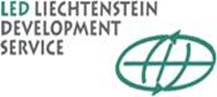 LED LIECHTENSTEIN
DEVELOPMENT
SERVICE